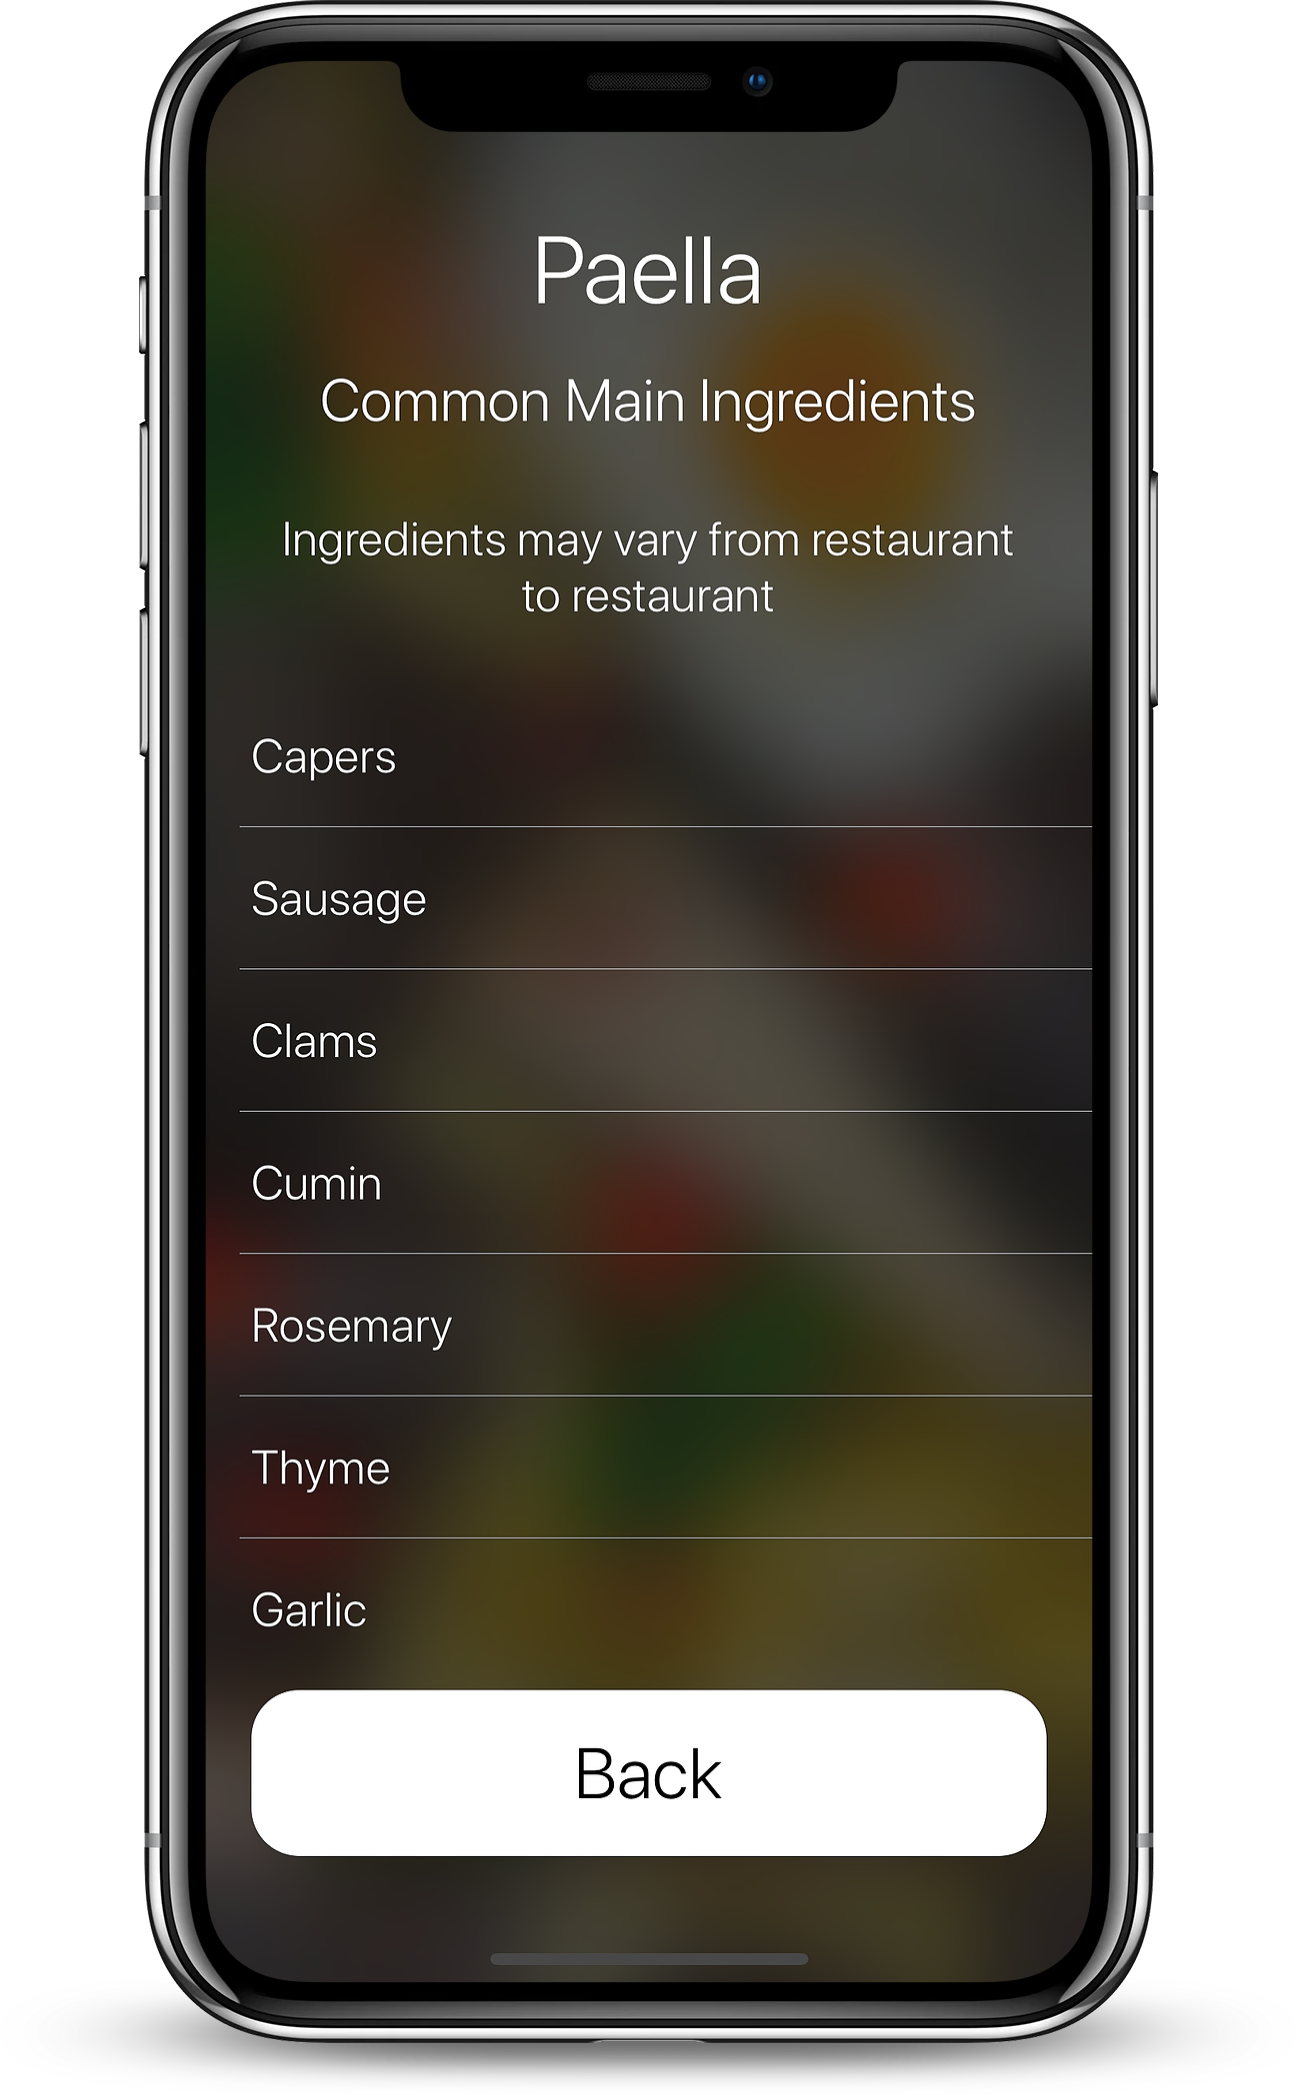 Paella
Common Main Ingredients
Ingredients may vary from restaurant
to restaurant
Capers
Sausage
Clams
Cumin
Rosemary
Thyme
Garlic
Back